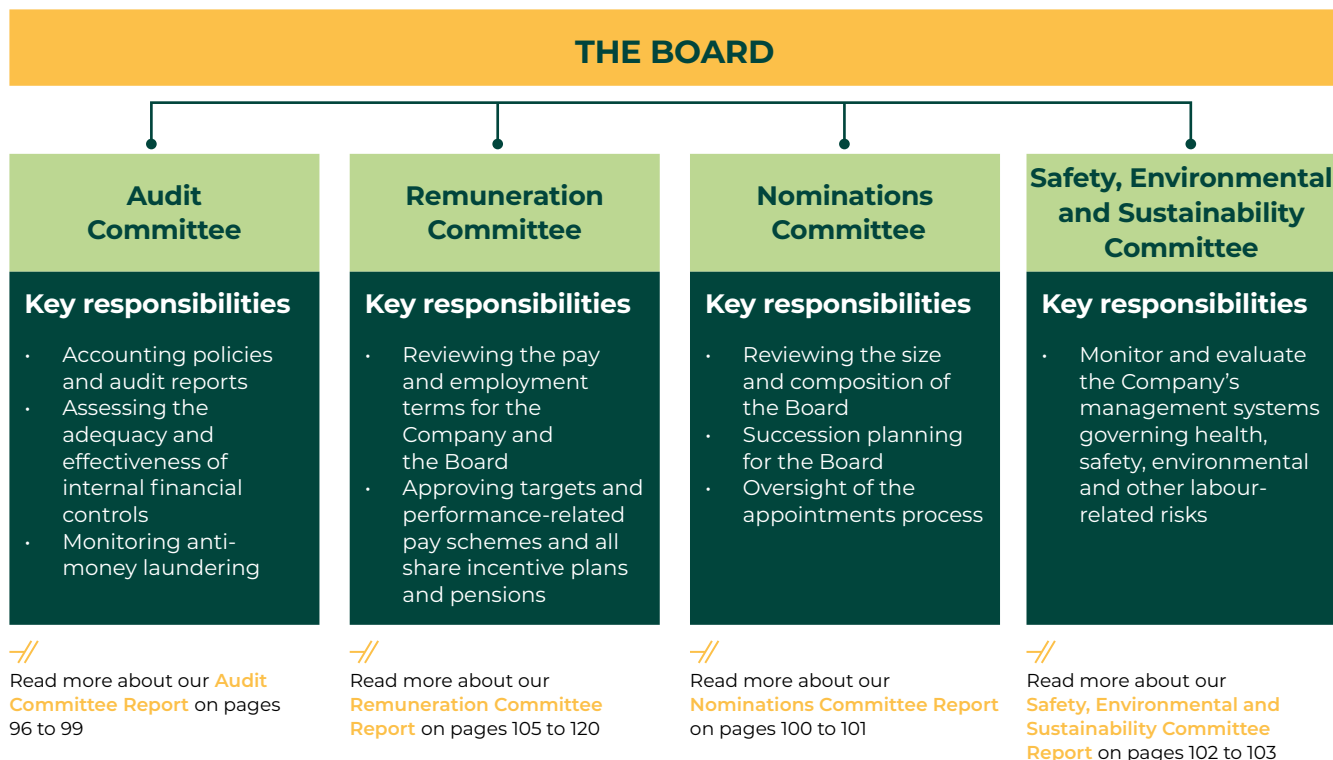 THE BOARD
Audit
Committee
Key responsibilities
• Accounting policies
and audit reports
• Assessing the
adequacy and
effectiveness of
internal financial
controls
• Monitoring anti-
money laundering
Read more about our Audit
Committee Report on pages
96 to 99
Remuneration
Committee
Key responsibilities
• Reviewing the pay
and employment
terms for the
Company and
the Board
• Approving targets and
performance-related
pay schemes and all
share incentive plans
and pensions
Read more about our
Remuneration Committee
Report on pages 105 to 120
Nominations
Committee
Key responsibilities
• Reviewing the size
and composition of
the Board
• Succession planning
for the Board
• Oversight of the
appointments process
Read more about our
Nominations Committee Report
on pages 100 to 101
Safety, Environmental
and Sustainability
Committee
Key responsibilities
• Monitor and evaluate
the Company's
management systems
governing health,
safety, environmental
and other labour-
related risks
Read more about our
Safety, Environmental and
Sustainability Committee
Report on pages 102 to 103